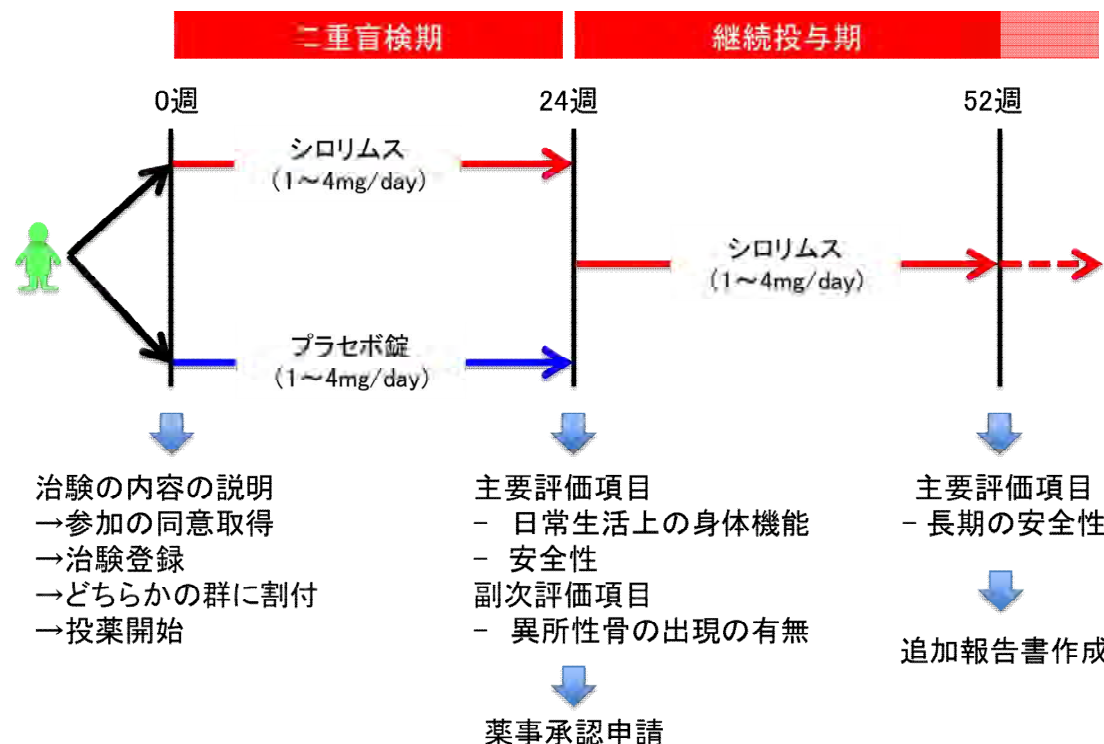 二重盲検期
継続投与期
0週
24週
52週
シロリムス
(1～4mg/day)
シロリムス
(1～4mg/day)
プラセボ錠
(1～4mg/day)
治験の内容の説明
→参加の同意取得
→治験登録
→どちらかの群に割付
→投薬開始
主要評価項目
- 日常生活上の身体機能
- 安全性
副次評価項目
- 異所性骨の出現の有無
薬事承認申請
主要評価項目
- 長期の安全性
追加報告書作成